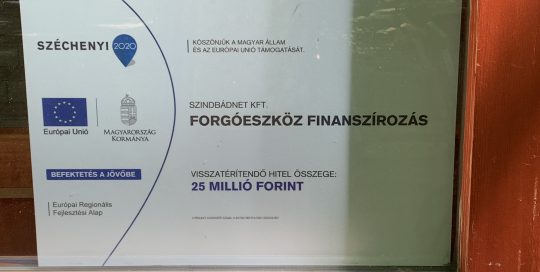 SZÉCHENYI 2020
KÖSZÖNJÜK A MAGYAR ÁLLAM
ÉS AZ EURÓPAI UNIÓ TÁMOGATÁSÁT.
Európai Unió
MAGYARORSZÁG
KORMÁNYA
SZINDBÁDNET KFT.
FORGÓESZKÖZ FINANSZÍROZÁS
BEFEKTETÉS A JÖVŐBE
VISSZATÉRÍTENDŐ HITEL ÖSSZEGE:
25 MILLIÓ FORINT
Európai Regionális
Fejlesztési Alap